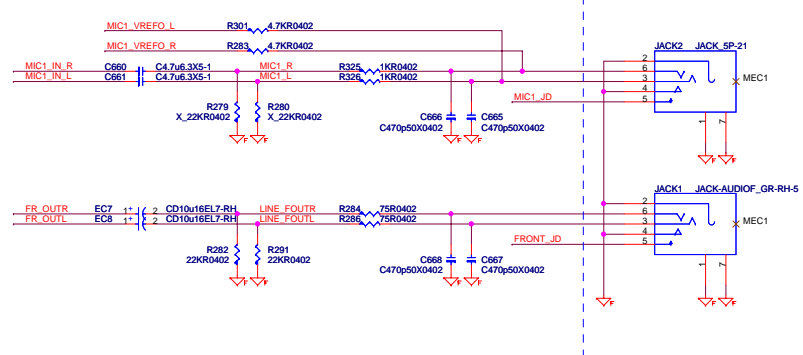 MIC1_VREFO_L R301 4.7KR0402
MIC1_VREFO_R R283 4.7KR0402
JACK2 JACK_5P-21
MIC1_IN_R C660 C4.7u6.3X5-1 MIC1_R R325 1KR0402
MIC1_IN_L C661 C4.7u6.3X5-1 MIC1_L R326 1KR0402
2
6
3
4
5
MEC1
1
7
MIC1_JD
R279
X_22KR0402
R280
X_22KR0402
C666
C470p50X0402
C665
C470p50X0402
F F F F F F
JACK1 JACK-AUDIOF_GR-RH-5
FR_OUTR EC7 1 + 2 CD10u16EL7-RH LINE_FOUTR R284 75R0402
FR_OUTL EC8 1 + 2 CD10u16EL7-RH LINE_FOUTL R286 75R0402
2
6
3
4
5
MEC1
1
7
FRONT_JD
R282
22KR0402
R291
22KR0402
C668
C470p50X0402
C667
C470p50X0402
F F F F F F F